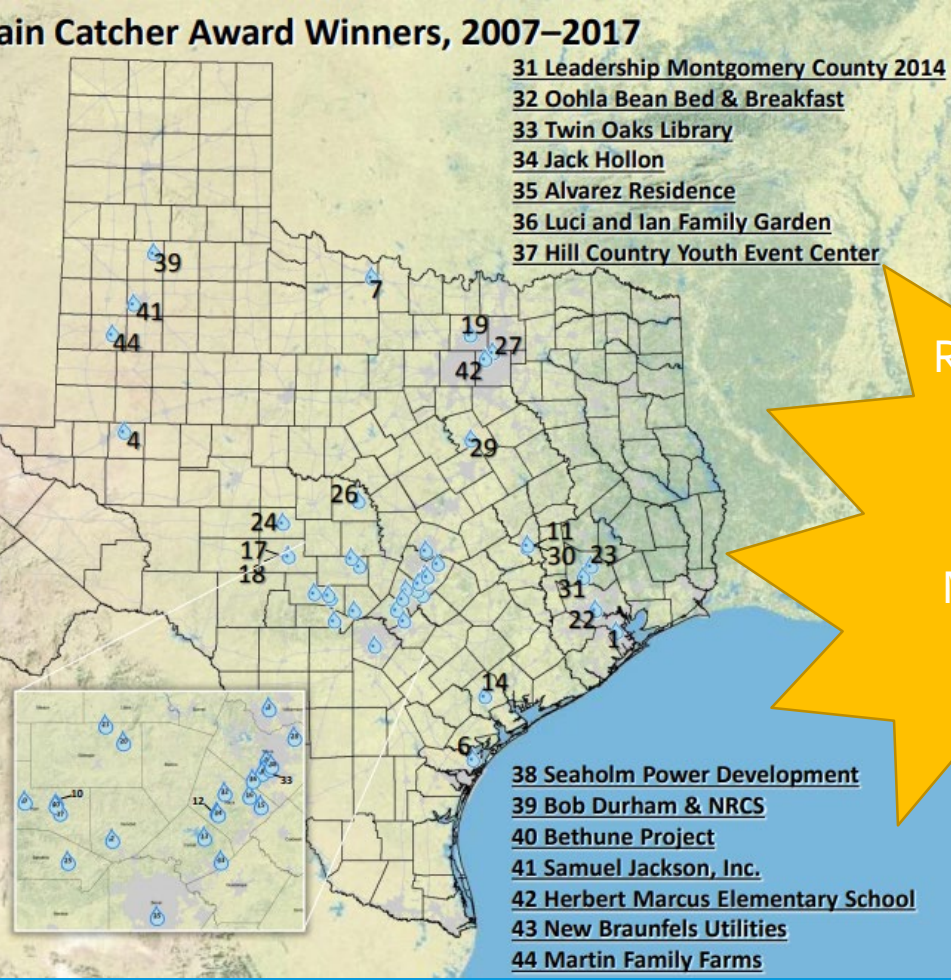 ain Catcher Award Winners, 2007–2017
31 Leadership Montgomery County 2014
32 Oohla Bean Bed & Breakfast
33 Twin Oaks Library
34 Jack Hollon
35 Alvarez Residence
36 Luci and Ian Family Garden
37 Hill Country Youth Event Center
39
7
41
19
44
27
42
4
29
26
24
11
17
30
23
18
31
22
1
14
6
10
33
12
38 Seaholm Power Development
39 Bob Durham & NRCS
40 Bethune Project
41 Samuel Jackson, Inc.
42 Herbert Marcus Elementary School
43 New Braunfels Utilities
44 Martin Family Farms
R
M